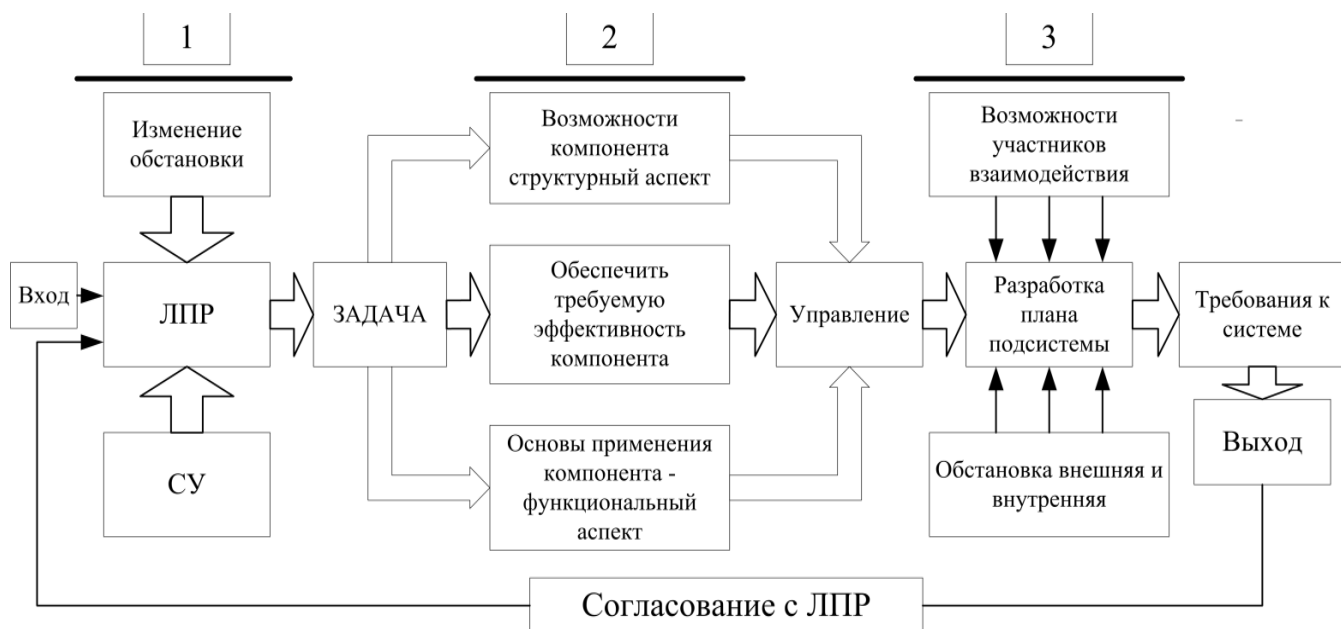 1
2
3
Изменение
обстановки
Возможности
компонента
структурный аспект
Возможности
участников
взаимодействия
Вход
ЛПР
ЗАДАЧА
Обеспечить
требуемую
эффективность
компонента
Управление
Разработка
плана
подсистемы
Требования к
системе
СУ
Основы применения
компонента -
функциональный
аспект
Обстановка внешняя и
внутренняя
Выход
Согласование с ЛПР